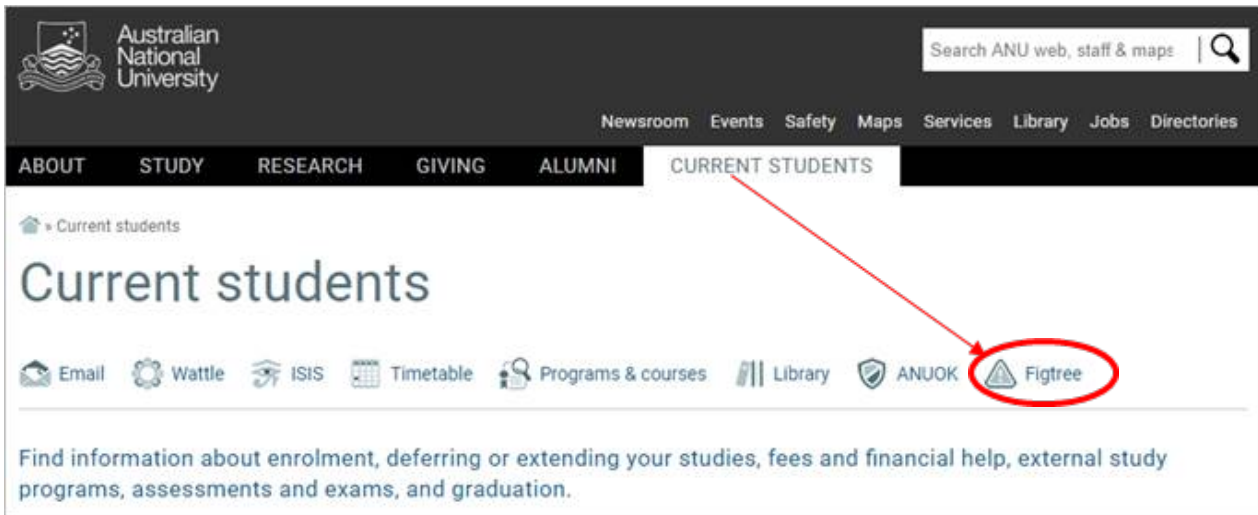 Australian
National
University
Search ANU web, staff & maps
Newsroom Events Safety Maps Services Library Jobs Directories
ABOUT STUDY RESEARCH GIVING ALUMNI CURRENT STUDENTS
» Current students
Current students
Email Wattle ISIS Timetable Programs & courses Library ANUOK Figtree
Find information about enrolment, deferring or extending your studies, fees and financial help, external study
programs, assessments and exams, and graduation.